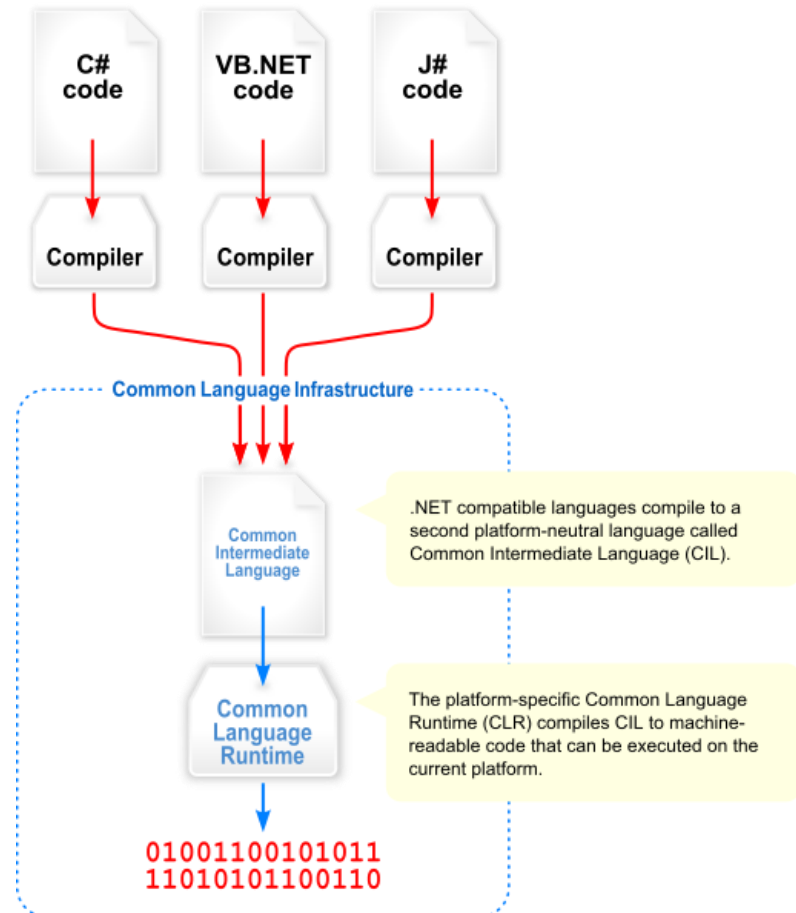 C#
code
VB.NET
code
J#
code
Compiler
Compiler
Compiler
Common Language Infrastructure
Common
Intermediate
Language
.NET compatible languages compile to a
second platform-neutral language called
Common Intermediate Language (CIL).
Common
Language
Runtime
The platform-specific Common Language
Runtime (CLR) compiles CIL to machine-
readable code that can be executed on the
current platform.
01001100101011
11010101100110